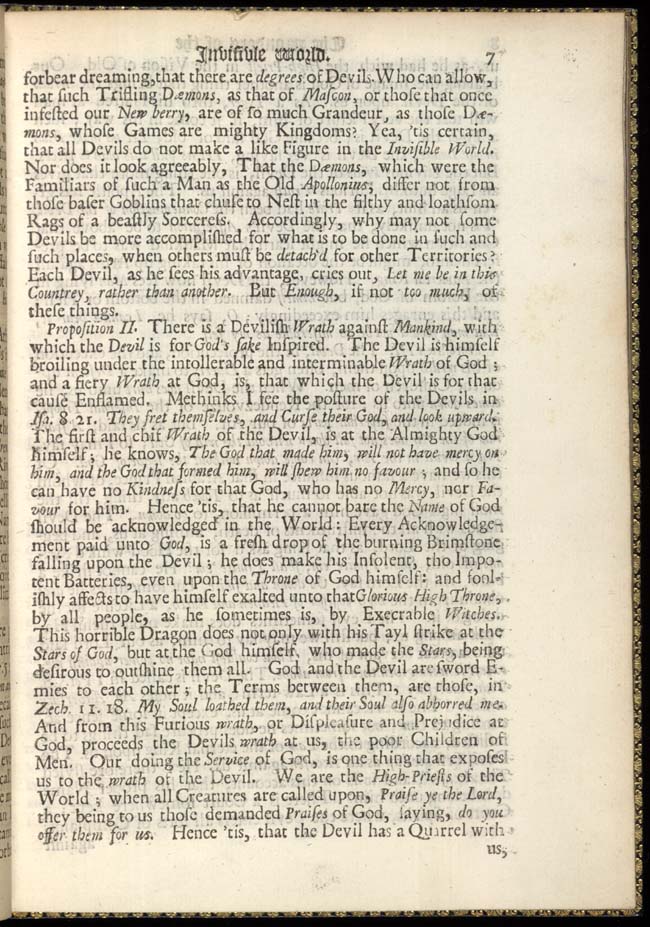 Inviſible World. 7
forbear dreaming, that there are degrees of Devils. Who can allow,
that ſuch Trifling Dæmons, as that of Maſcon, or thoſe that once
infeſted our New berry, are of ſo much Grandeur, as thoſe Dæ-
mons, whoſe Games are mighty Kingdoms? Yea, 'tis certain,
that all Devils do not make a like Figure in the Inviſible World.
Nor does it look agreeably, That the Dæmons, which were the
Familiars of ſuch a Man as the Old Apollonius, differ not from
thoſe baſer Goblins that chuſe to Neſt in the filthy and loathſom
Rags of a beaſtly Sorcereſs. Accordingly, why may not ſome
Devils be more accompliſhed for what is to be done in ſuch and
ſuch places, when others muſt be detach'd for other Territories?
Each Devil, as he ſees his advantage, cries out, Let me be in this
Countrey, rather than another. But Enough, if not too much, of
theſe things.
Propoſition II. There is a Deviliſh Wrath againſt Mankind, with
which the Devil is for God's ſake Inſpired. The Devil is himſelf
broiling under the intollerable and interminable Wrath of God;
and a fiery Wrath at God, is, that which the Devil is for that
cauſe Enflamed. Methinks I ſee the poſture of the Devils in
Iſa. 8. 21. They fret themſelves, and Curſe their God, and look upward.
The firſt and chif Wrath of the Devil, is at the Almighty God
himſelf; he knows, The God that made him, will not have mercy on
him, and the God that formed him, will ſhew him no favour; and ſo he
can have no Kindneſs for that God, who has no Mercy, nor Fa-
vour for him. Hence 'tis, that he cannot bare the Name of God
ſhould be acknowledged in the World: Every Acknowledge-
ment paid unto God, is a freſh drop of the burning Brimſtone
falling upon the Devil; he does make his Inſolent, tho Impo-
tent Batteries, even upon the Throne of God himſelf: and fool-
iſhly affects to have himſelf exalted unto that Glorious High Throne,
by all people, as he ſometimes is, by Execrable Witches.
This horrible Dragon does not only with his Tayl ſtrike at the
Stars of God, but at the God himſelf, who made the Stars, being
deſirous to outſhine them all. God and the Devil are ſword E-
mies to each other; the Terms between them, are thoſe, in
Zech. 11. 18. My Soul loathed them, and their Soul alſo abhorred me.
And from this Furious wrath, or Diſpleaſure and Prejudice at
God, proceeds the Devils wrath at us, the poor Children of
Men. Our doing the Service of God, is one thing that expoſes
us to the wrath of the Devil. We are the High-Prieſts of the
World; when all Creatures are called upon, Praiſe ye the Lord,
they bring to us thoſe demanded Praiſes of God, ſaying, do you
offer them for us. Hence 'tis, that the Devil has a Quarrel with
us,